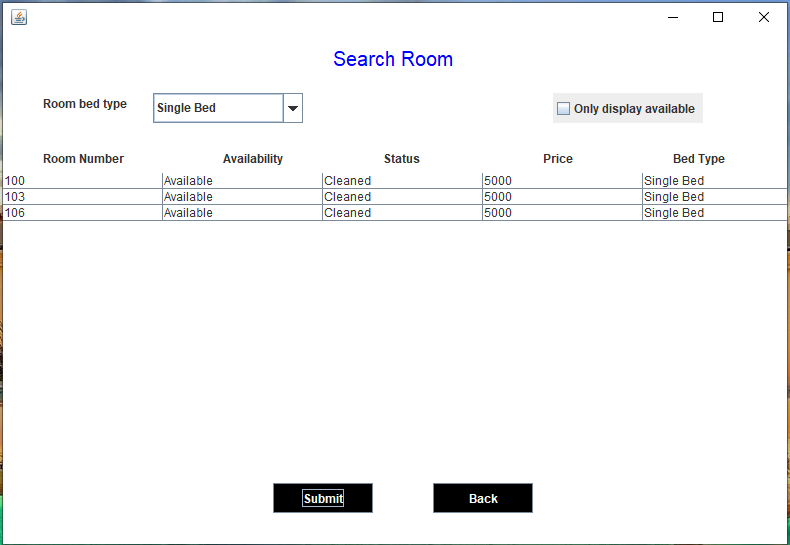 Search Room
Room bed type Single Bed Only display available
Room Number Availability Status Price Bed Type
100 Available Cleaned 5000 Single Bed
103 Available Cleaned 5000 Single Bed
106 Available Cleaned 5000 Single Bed
Submit Back